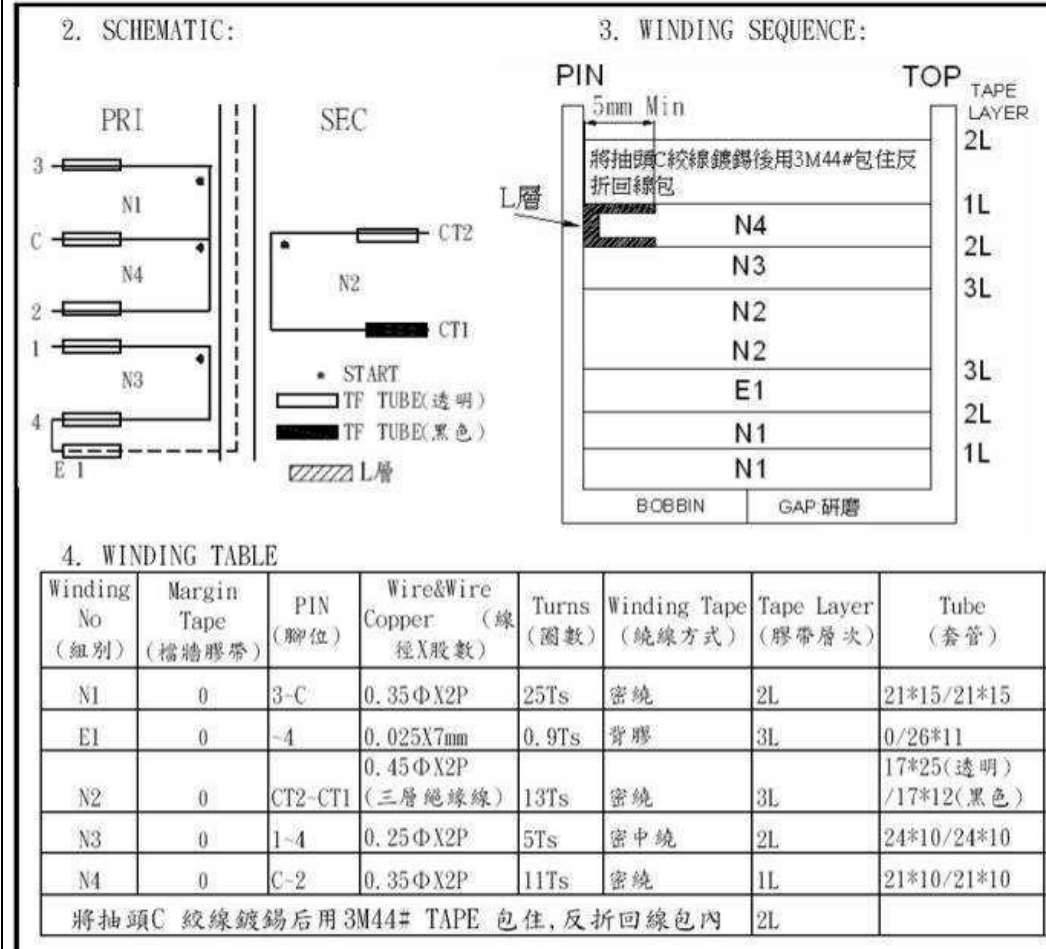 2. SCHEMATIC:
3. WINDING SEQUENCE:
PRI
SEC
3
N1
C
N4
2
1
N3
4
E 1
CT2
N2
CT1
• START
TF TUBE(透明)
TF TUBE(黑色)
L層
PIN
TOP
TAPE
LAYER
5mm Min
2L
將抽頭C絞線鍍錫後用3M44#包住反
折回線包
L層
1L
N4
2L
N3
3L
N2
N2
3L
E1
2L
N1
1L
N1
BOBBIN
GAP 研磨
4. WINDING TABLE
Winding No (組別)
Margin Tape (檔牆膠帶)
PIN (腳位)
Wire&Wire Copper (線徑X股數)
Turns (圈數)
Winding Tape (繞線方式)
Tape Layer (膠帶層次)
Tube (套管)
N1 0 3~C 0.35ΦX2P 25Ts 密繞 2L 21*15/21*15
E1 0 ~4 0.025X7mm 0.9Ts 背膠 3L 0/26*11
N2 0 CT2~CT1 0.45ΦX2P (三層絕緣線) 13Ts 密繞 3L 17*25(透明) /17*12(黑色)
N3 0 1~4 0.25ΦX2P 5Ts 密中繞 2L 24*10/24*10
N4 0 C-2 0.35ΦX2P 11Ts 密繞 1L 21*10/21*10
將抽頭C 絞線鍍錫后用3M44# TAPE 包住,反折回線包內 2L